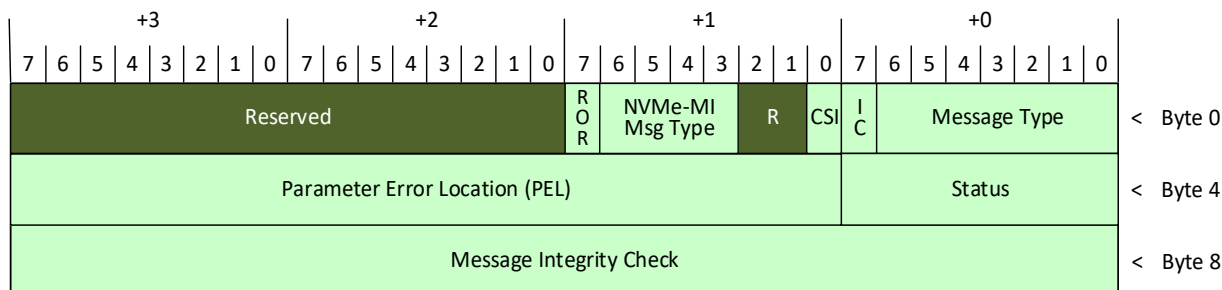 +3 +2 +1 +0
7 6 5 4 3 2 1 0 7 6 5 4 3 2 1 0 7 6 5 4 3 2 1 0 7 6 5 4 3 2 1 0
Reserved
R
O
R
NVMe-MI
Msg Type
R
CSI
I
C
Message Type
< Byte 0
Parameter Error Location (PEL) Status < Byte 4
Message Integrity Check < Byte 8